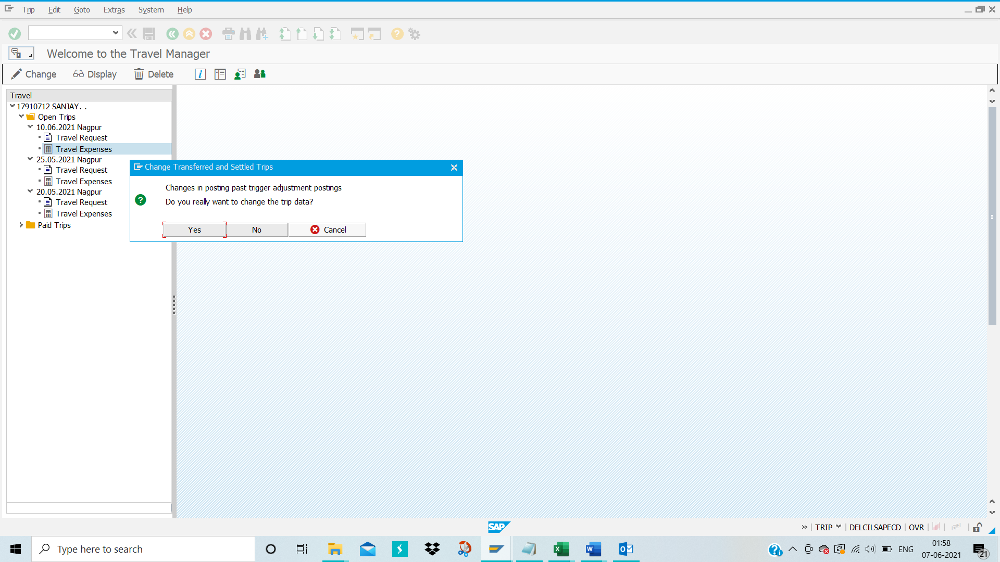 Trip Edit Goto Extras System Help
Welcome to the Travel Manager
Change Display Delete
Travel
17910712 SANJAY. .
Open Trips
10.06.2021 Nagpur
Travel Request
Travel Expenses
25.05.2021 Nagpur
Travel Request
Travel Expenses
20.05.2021 Nagpur
Travel Request
Travel Expenses
Paid Trips
Change Transferred and Settled Trips
Changes in posting past trigger adjustment postings
Do you really want to change the trip data?
Yes No Cancel
SAP
TRIP DELCILSAPECD OVR
Type here to search
ENG
01:58
07-06-2021
21